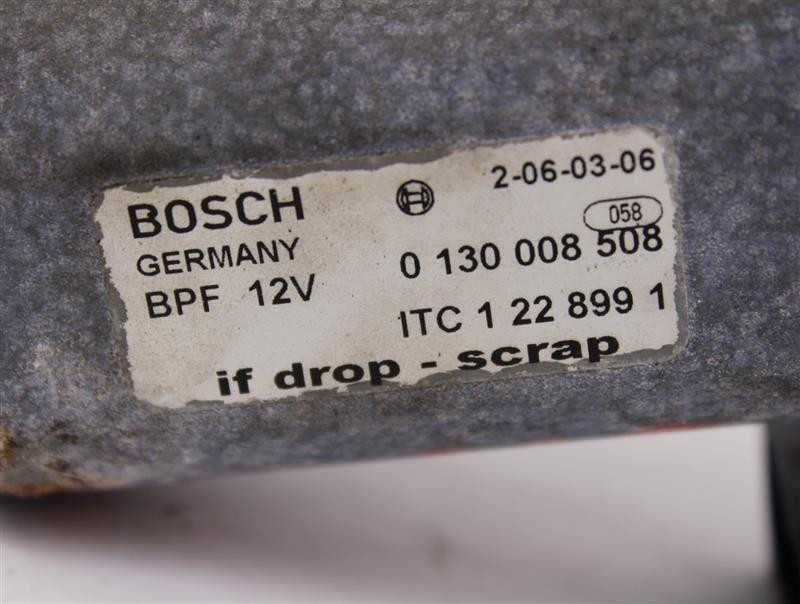 BOSCH
2-06-03-06
058
GERMANY
0 130 008 508
BPF 12V
ITC 1 22 899 1
if drop - scrap